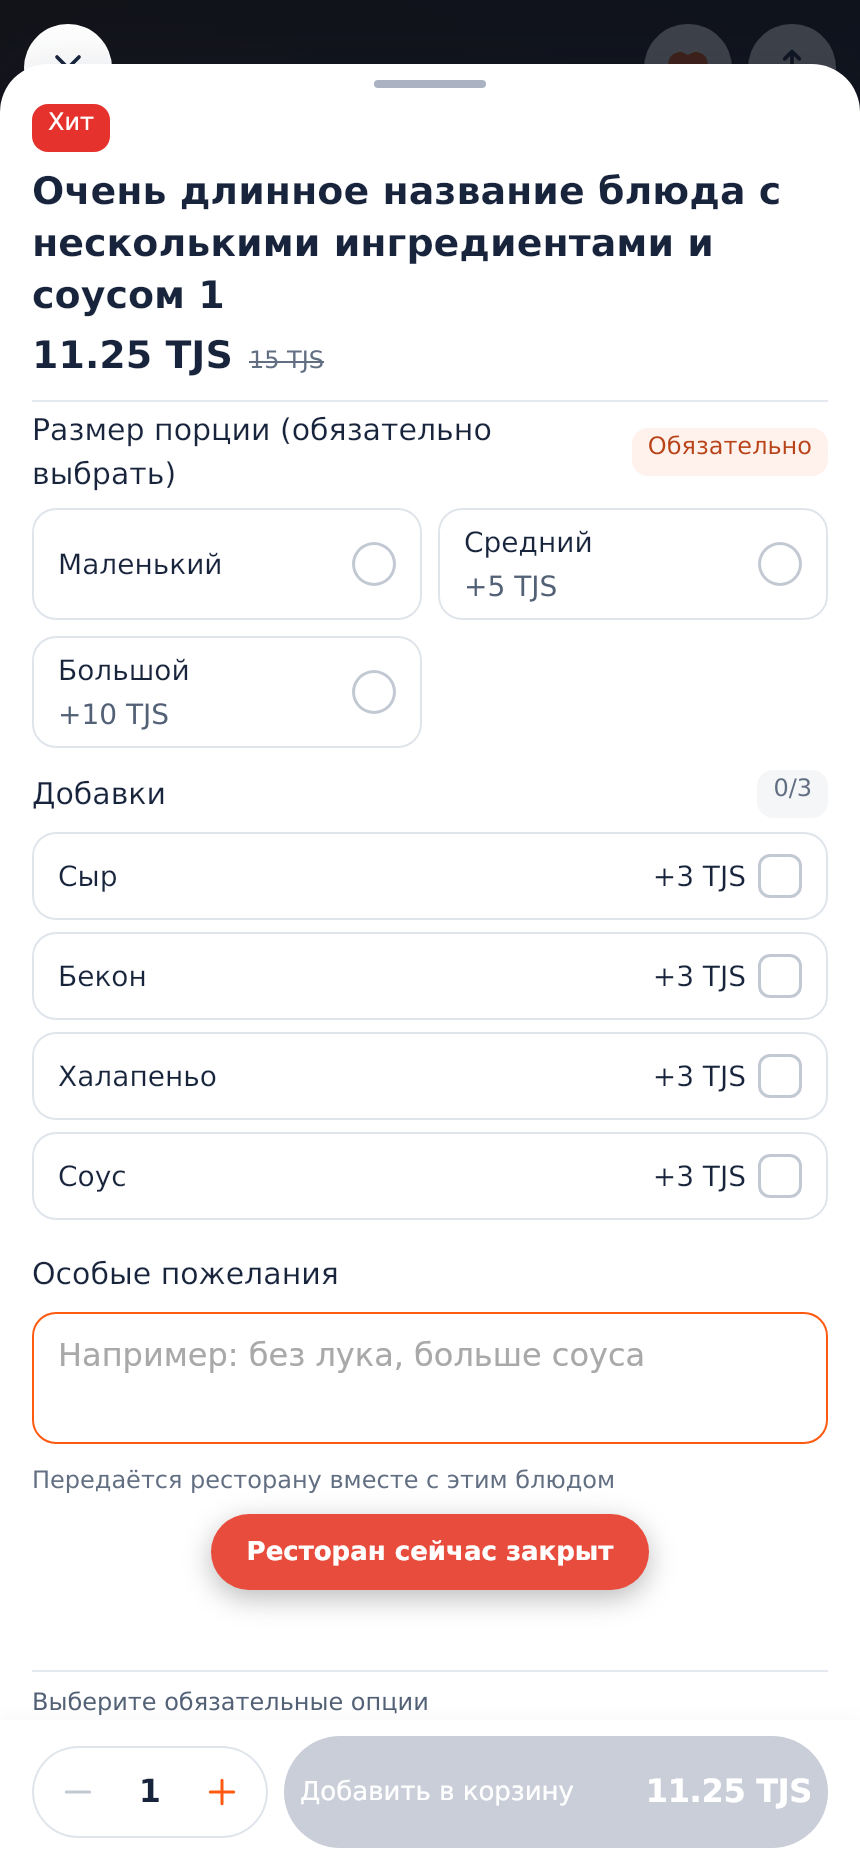 Хит
Очень длинное название блюда с
несколькими ингредиентами и
соусом 1
11.25 TJS 15 TJS
Размер порции (обязательно
выбрать)
Обязательно
Маленький
Средний
+5 TJS
Большой
+10 TJS
Добавки
0/3
Сыр +3 TJS
Бекон +3 TJS
Халапеньо +3 TJS
Соус +3 TJS
Особые пожелания
Например: без лука, больше соуса
Передаётся ресторану вместе с этим блюдом
Ресторан сейчас закрыт
Выберите обязательные опции
1
Добавить в корзину 11.25 TJS